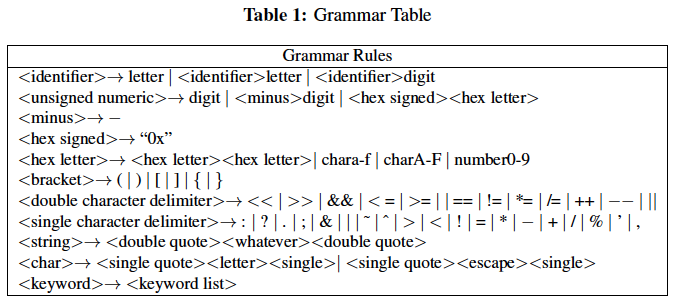 Table 1: Grammar Table
Grammar Rules
<identifier>→ letter | <identifier>letter | <identifier>digit
<unsigned numeric>→ digit | <minus>digit | <hex signed><hex letter>
<minus>→ −
<hex signed>→ “0x”
<hex letter>→ <hex letter><hex letter>| chara-f | charA-F | number0-9
<bracket>→ ( | ) | [ | ] | { | }
<double character delimiter>→ << | >> | && | < = | >= | | == | != | *= | /= | ++ | −− | ||
<single character delimiter>→ : | ? | . | ; | & | | | ~ | ^ | > | < | ! | = | * | − | + | / | % | ’ | ,
<string>→ <double quote><whatever><double quote>
<char>→ <single quote><letter><single>| <single quote><escape><single>
<keyword>→ <keyword list>